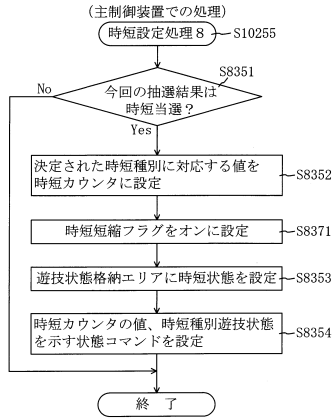 (主制御装置での処理)
時短設定処理8
S10255
S8351
No
今回の抽選結果は
時短当選?
Yes
決定された時短種別に対応する値を
時短カウンタに設定
S8352
時短短縮フラグをオンに設定
S8371
遊技状態格納エリアに時短状態を設定
S8353
時短カウンタの値、時短種別遊技状態
を示す状態コマンドを設定
S8354
終 了